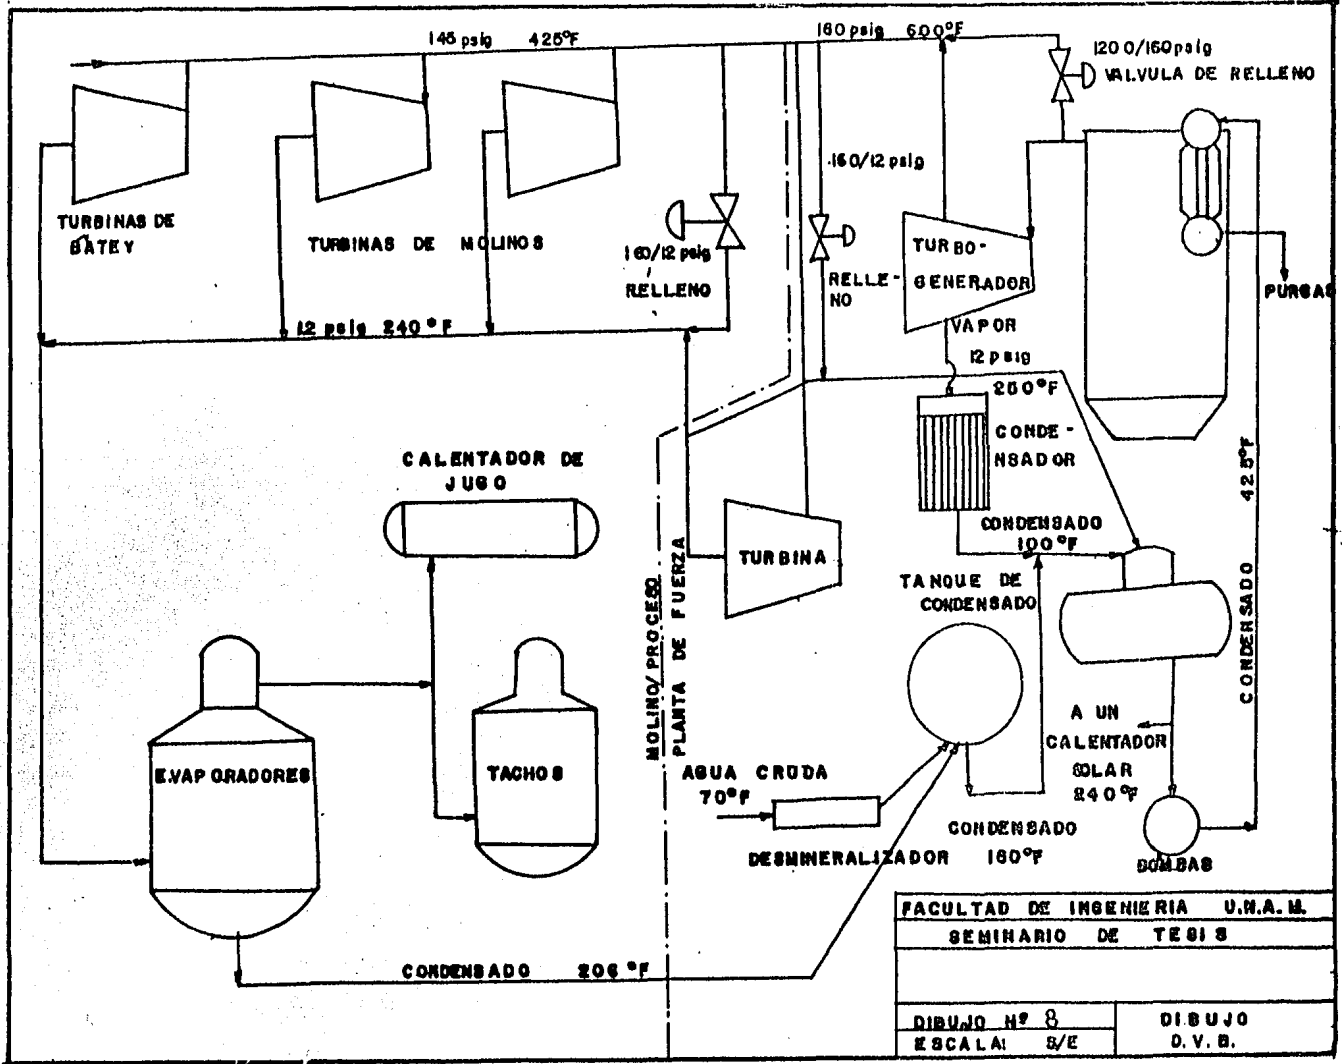 145 psig 425°F
160 psig 600°F
1200/160psig
VALVULA DE RELLENO
160/12 psig
TURBINAS DE
BATEY
TURBINAS DE MOLINOS
160/12 psig
RELLENO
RELLE-
NO
TURBO-
GENERADOR
PURGAS
12 psig 240°F
VAPOR
12 psig
250°F
CONDE-
NSADOR
CALENTADOR DE
JUGO
CONDENSADO
100°F
TURBINA
TANQUE DE
CONDENSADO
CONDENSADO 425°F
MOLINO/PROCESO
PLANTA DE FUERZA
A UN
CALENTADOR
SOLAR
240°F
EVAPORADORES
TACHOS
AGUA CRUDA
70°F
CONDENSADO
160°F
DESMINERALIZADOR
BOMBAS
CONDENSADO 206°F
FACULTAD DE INGENIERIA U.N.A.M.
SEMINARIO DE TESIS
DIBUJO Nº 8
ESCALA: S/E
DIBUJO
D. V. B.